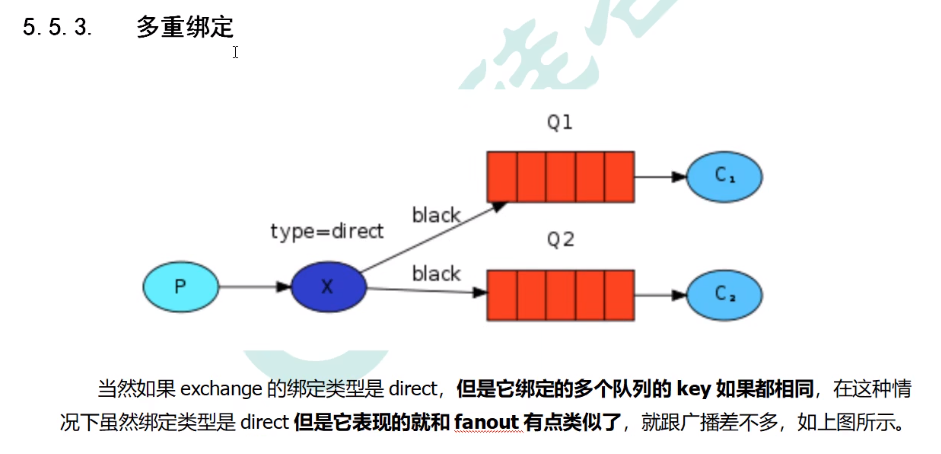 5.5.3. 多重绑定
Q1
C₁
black
type=direct
Q2
black
P
X
C₂
当然如果 exchange 的绑定类型是 direct，但是它绑定的多个队列的 key 如果都相同，在这种情
况下虽然绑定类型是 direct 但是它表现的就和 fanout 有点类似了，就跟广播差不多，如上图所示。